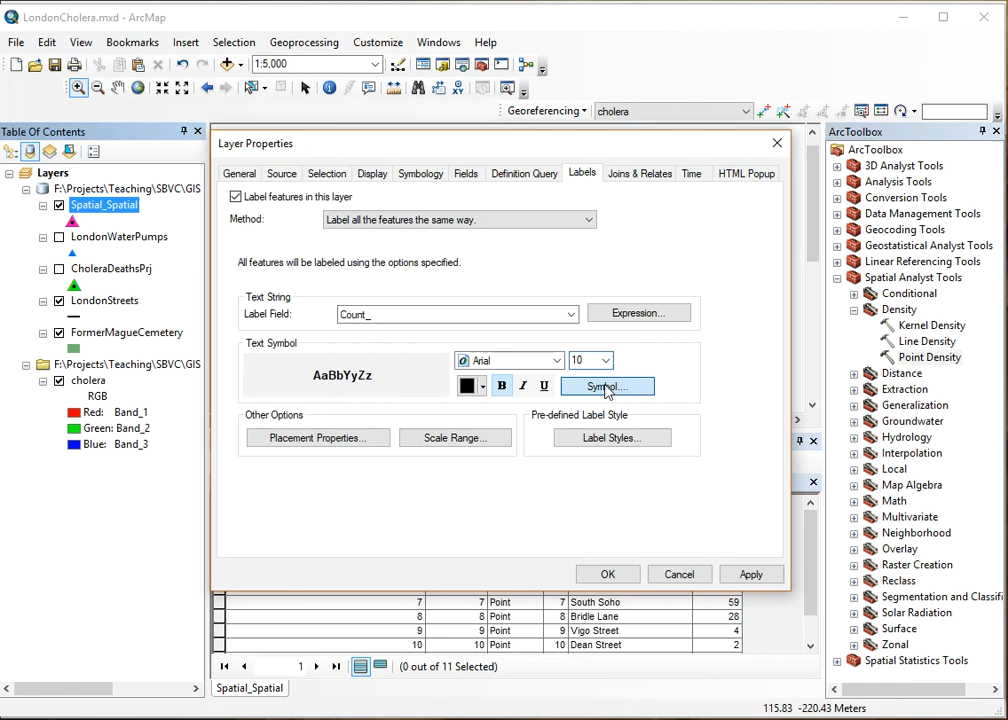 LondonCholera.mxd - ArcMap
File Edit View Bookmarks Insert Selection Geoprocessing Customize Windows Help
1:5,000
Georeferencing cholera
Table Of Contents
Layers
F:\Projects\Teaching\SBVC\GIS
Spatial_Spatial
LondonWaterPumps
CholeraDeathsPrj
LondonStreets
FormerMagueCemetery
F:\Projects\Teaching\SBVC\GIS
cholera
RGB
Red: Band_1
Green: Band_2
Blue: Band_3
Layer Properties
General Source Selection Display Symbology Fields Definition Query Labels Joins & Relates Time HTML Popup
Label features in this layer
Method: Label all the features the same way.
All features will be labeled using the options specified.
Text String
Label Field: Count_ Expression...
Text Symbol
AaBbYyZz
Arial 10
B I U Symbol...
Other Options
Placement Properties... Scale Range...
Pre-defined Label Style
Label Styles...
OK Cancel Apply
7 7 Point 7 South Soho 59
8 8 Point 8 Bridle Lane 28
9 9 Point 9 Vigo Street 4
10 10 Point 10 Dean Street 2
1 (0 out of 11 Selected)
Spatial_Spatial
ArcToolbox
ArcToolbox
3D Analyst Tools
Analysis Tools
Conversion Tools
Data Management Tools
Geocoding Tools
Geostatistical Analyst Tools
Linear Referencing Tools
Spatial Analyst Tools
Conditional
Density
Kernel Density
Line Density
Point Density
Distance
Extraction
Generalization
Groundwater
Hydrology
Interpolation
Local
Map Algebra
Math
Multivariate
Neighborhood
Overlay
Raster Creation
Reclass
Segmentation and Classifi
Solar Radiation
Surface
Zonal
Spatial Statistics Tools
115.83 -220.43 Meters